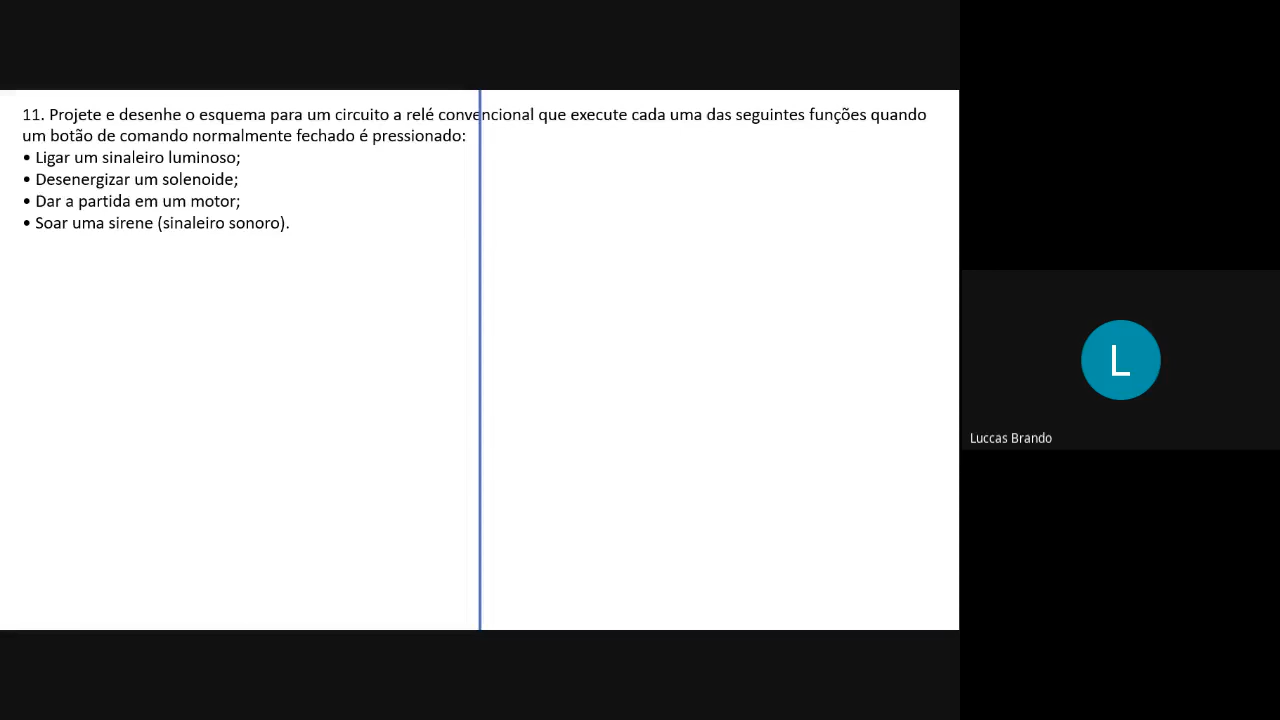 11. Projete e desenhe o esquema para um circuito a relé convencional que execute cada uma das seguintes funções quando
um botão de comando normalmente fechado é pressionado:
• Ligar um sinaleiro luminoso;
• Desenergizar um solenoide;
• Dar a partida em um motor;
• Soar uma sirene (sinaleiro sonoro).
L
Luccas Brando